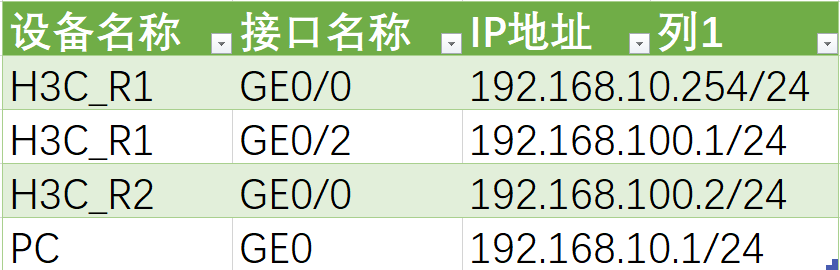 设备名称 接口名称 IP地址 列1
H3C_R1 GE0/0 192.168.10.254/24
H3C_R1 GE0/2 192.168.100.1/24
H3C_R2 GE0/0 192.168.100.2/24
PC GE0 192.168.10.1/24